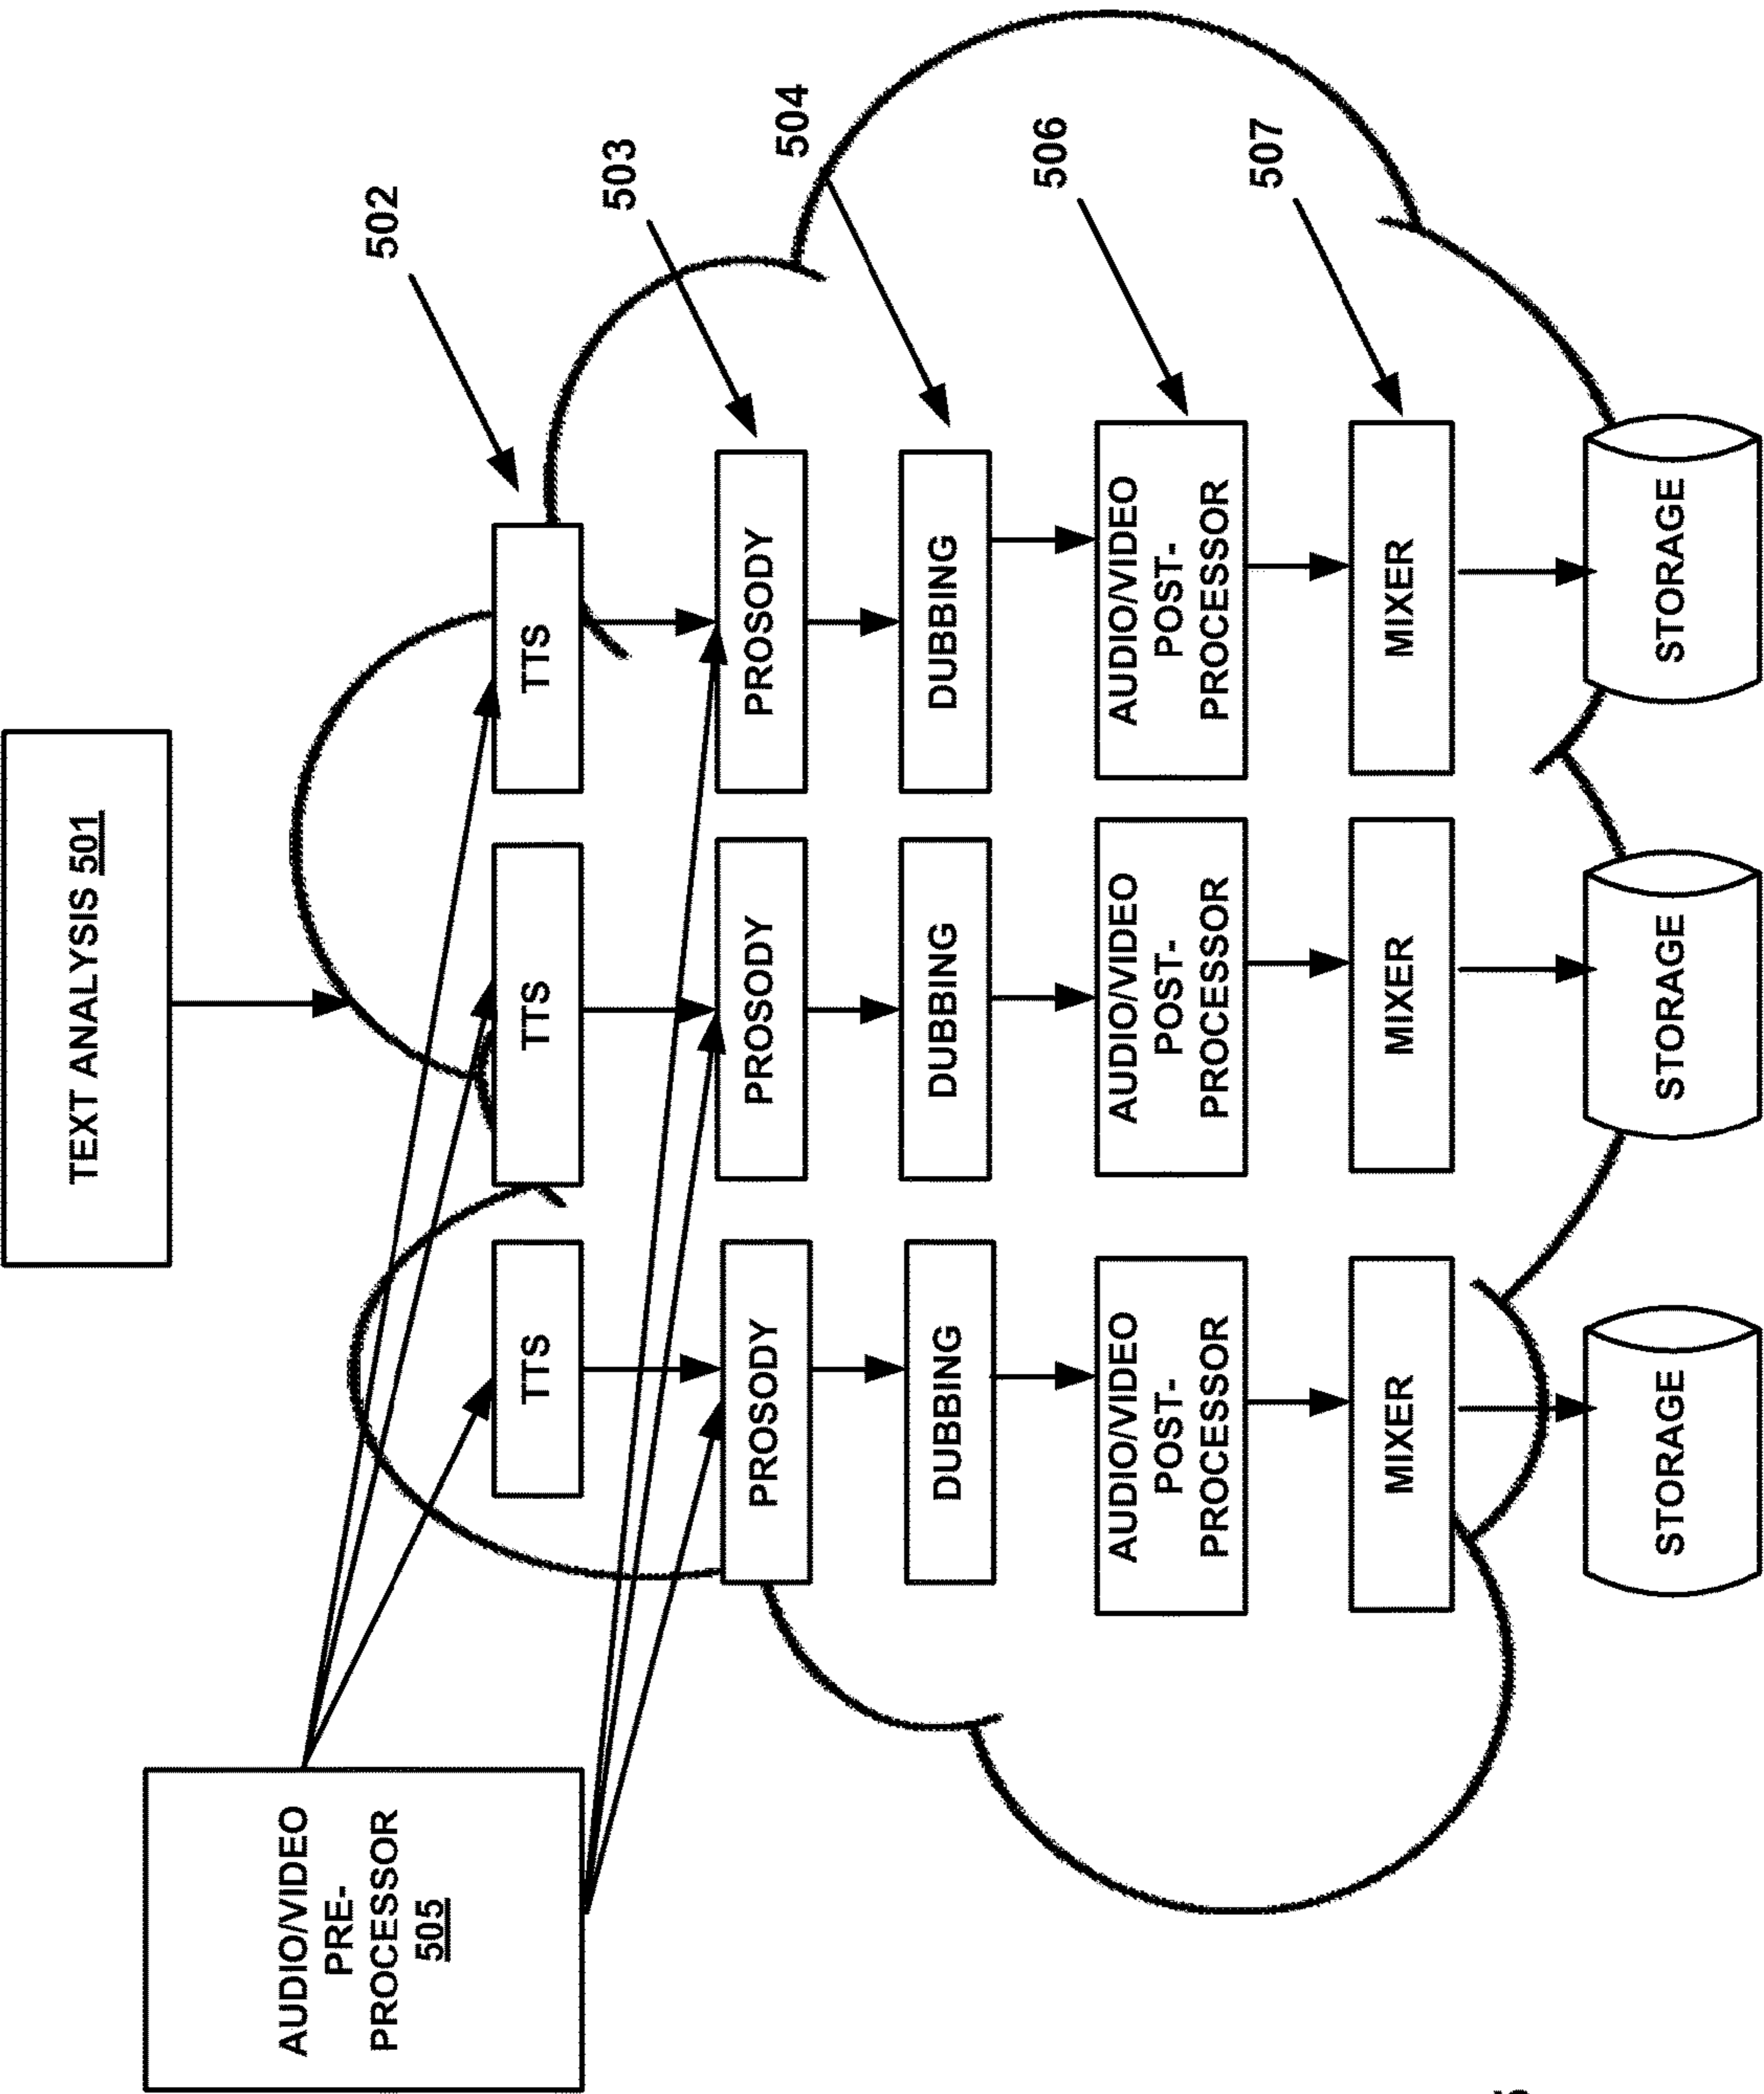 TEXT ANALYSIS 501
AUDIO/VIDEO
PRE-
PROCESSOR
505
502
TTS
TTS
TTS
503
PROSODY
PROSODY
PROSODY
504
DUBBING
DUBBING
DUBBING
506
AUDIO/VIDEO
POST-
PROCESSOR
AUDIO/VIDEO
POST-
PROCESSOR
AUDIO/VIDEO
POST-
PROCESSOR
507
MIXER
MIXER
MIXER
STORAGE
STORAGE
STORAGE